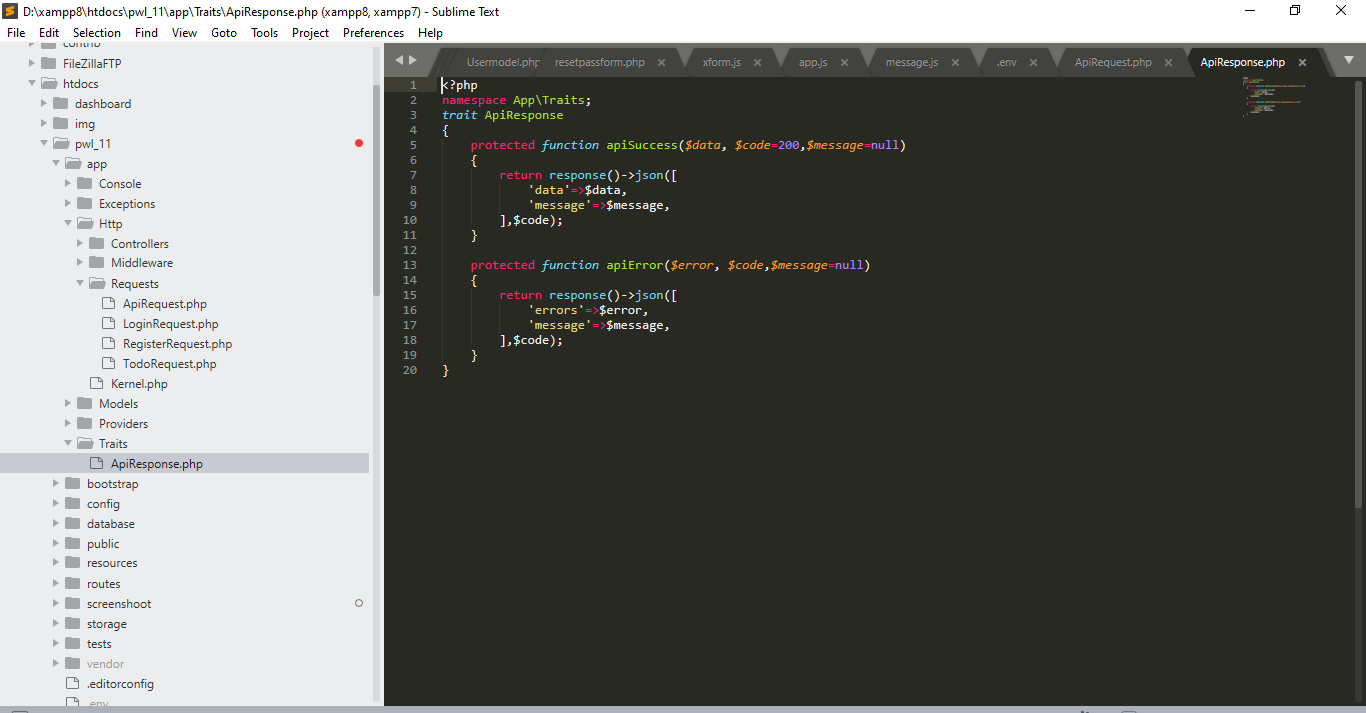 D:\xampp8\htdocs\pwl_11\app\Traits\ApiResponse.php (xampp8, xampp7) - Sublime Text
File Edit Selection Find View Goto Tools Project Preferences Help
contrib
FileZillaFTP
htdocs
dashboard
img
pwl_11
app
Console
Exceptions
Http
Controllers
Middleware
Requests
ApiRequest.php
LoginRequest.php
RegisterRequest.php
TodoRequest.php
Kernel.php
Models
Providers
Traits
ApiResponse.php
bootstrap
config
database
public
resources
routes
screenshoot
storage
tests
vendor
.editorconfig
.env
Usermodel.php resetpassform.php xform.js app.js message.js .env ApiRequest.php ApiResponse.php
1 <?php
2 namespace App\Traits;
3 trait ApiResponse
4 {
5 protected function apiSuccess($data, $code=200,$message=null)
6 {
7 return response()->json([
8 'data'=>$data,
9 'message'=>$message,
10 ],$code);
11 }
12
13 protected function apiError($error, $code,$message=null)
14 {
15 return response()->json([
16 'errors'=>$error,
17 'message'=>$message,
18 ],$code);
19 }
20 }